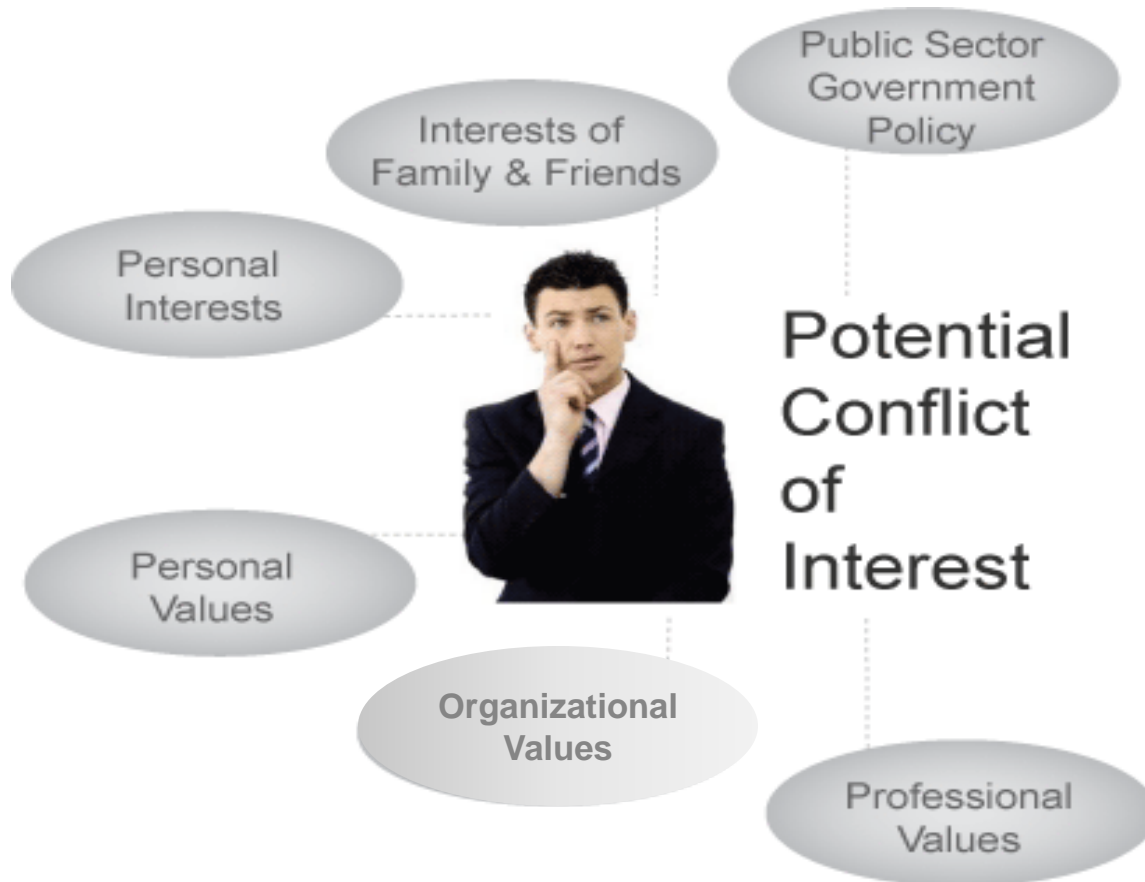 Public Sector
Government
Policy
Interests of
Family & Friends
Personal
Interests
Potential
Conflict
of
Interest
Personal
Values
Organizational
Values
Professional
Values